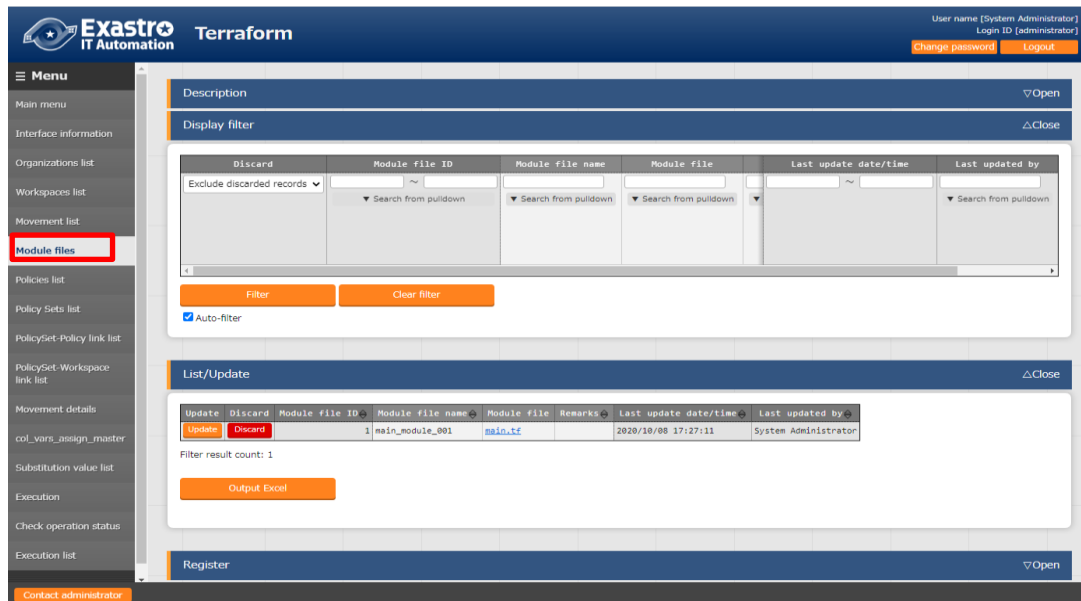 Exastro
IT Automation
Terraform
User name [System Administrator]
Login ID [administrator]
Change password
Logout
☰ Menu
Main menu
Interface information
Organizations list
Workspaces list
Movement list
Module files
Policies list
Policy Sets list
PolicySet-Policy link list
PolicySet-Workspace
link list
Movement details
col_vars_assign_master
Substitution value list
Execution
Check operation status
Execution list
Contact administrator
Description ▽Open
Display filter △Close
Discard Module file ID Module file name Module file Last update date/time Last updated by
Exclude discarded records ~ ~
▼ Search from pulldown ▼ Search from pulldown ▼ Search from pulldown ▼ ▼ Search from pulldown
Filter Clear filter
Auto-filter
List/Update △Close
Update Discard Module file ID Module file name Module file Remarks Last update date/time Last updated by
Update Discard 1 main_module_001 main.tf 2020/10/08 17:27:11 System Administrator
Filter result count: 1
Output Excel
Register ▽Open